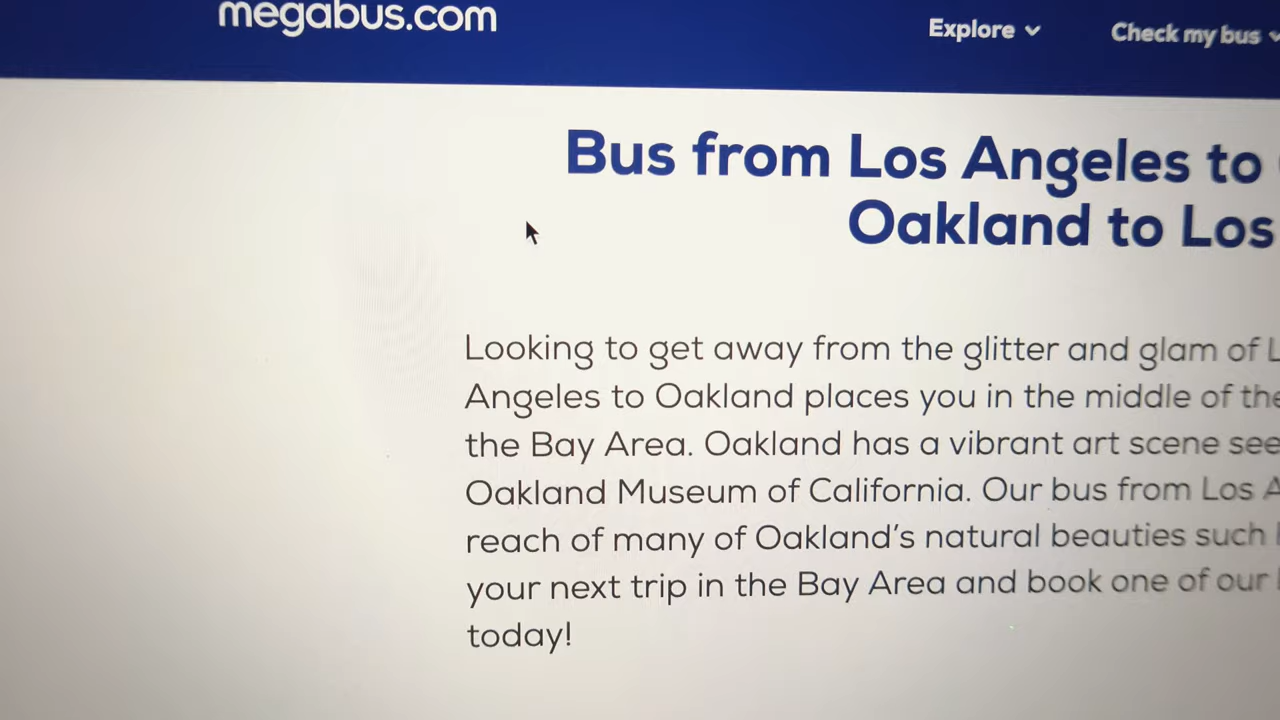 megabus.com
Explore
Check my bus
Bus from Los Angeles to
Oakland to Los
Looking to get away from the glitter and glam of
Angeles to Oakland places you in the middle of the
the Bay Area. Oakland has a vibrant art scene see
Oakland Museum of California. Our bus from Los A
reach of many of Oakland's natural beauties such
your next trip in the Bay Area and book one of our
today!